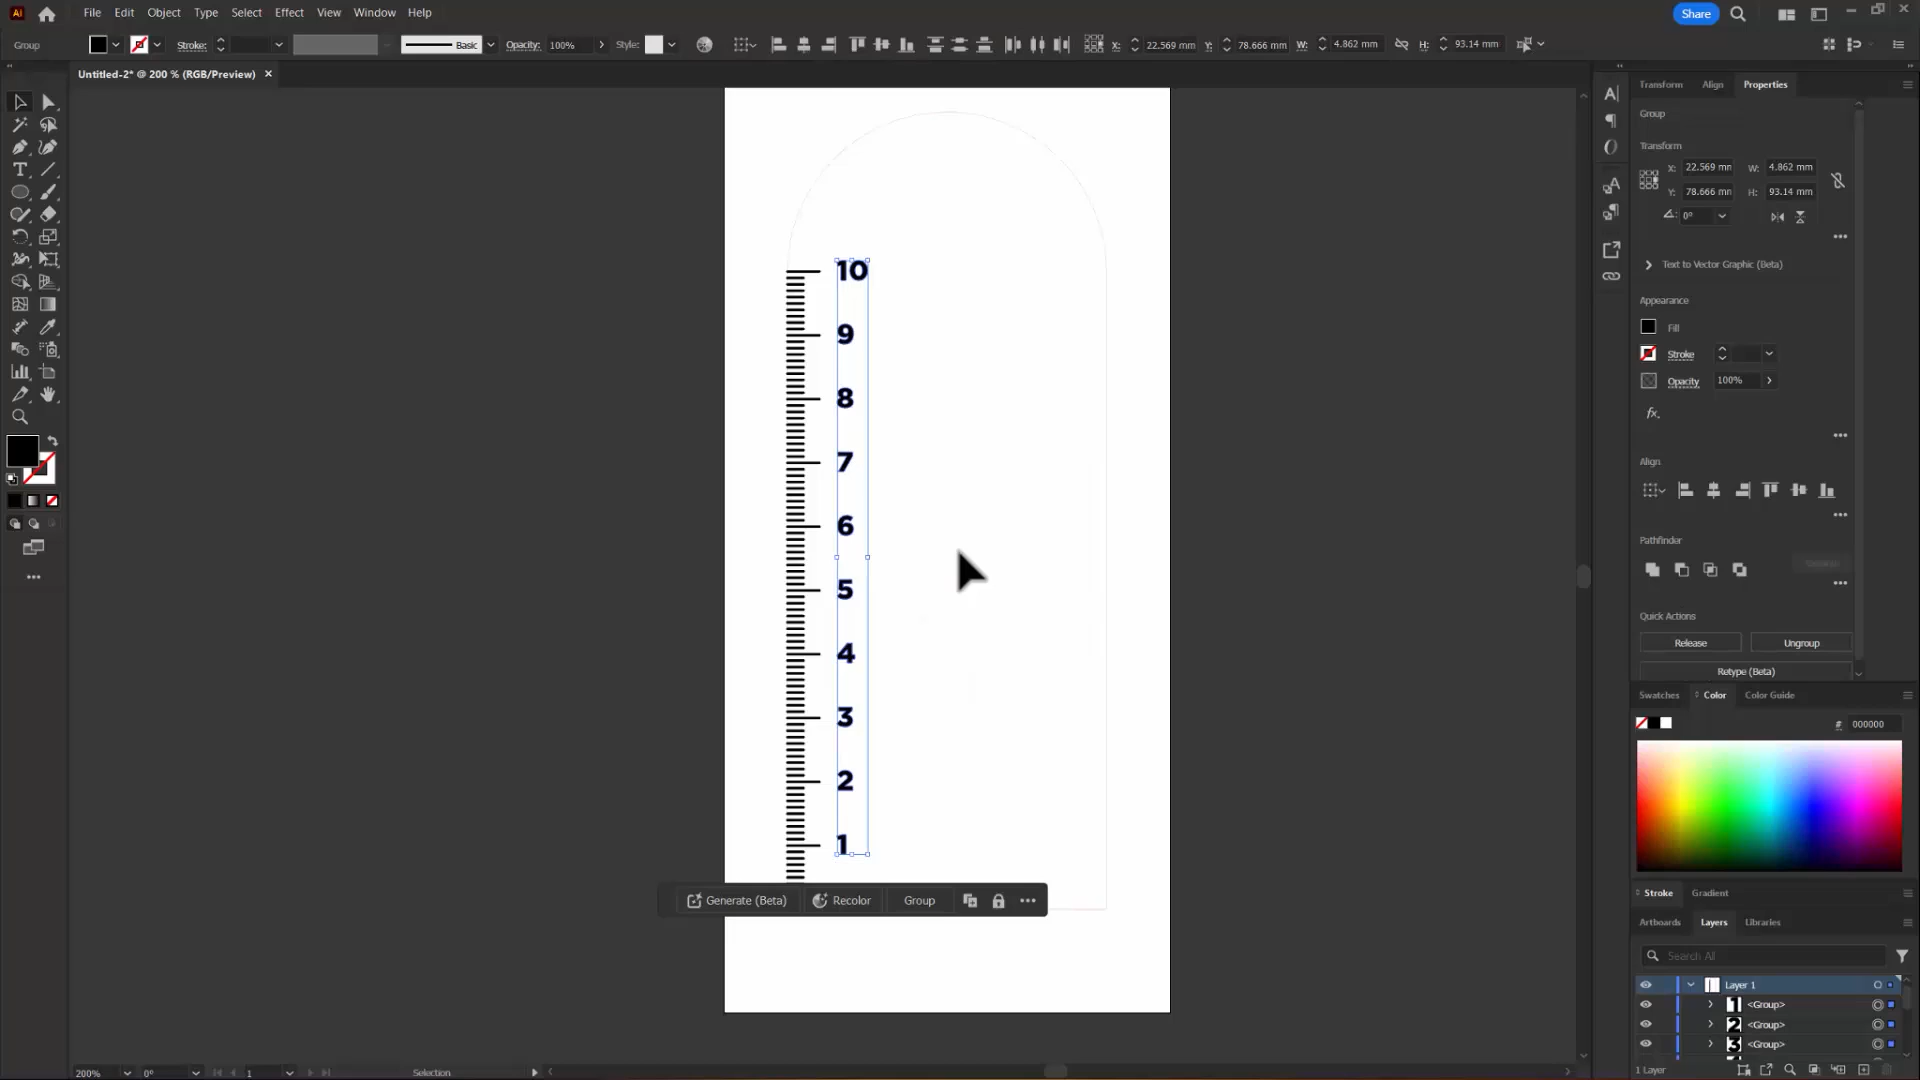 Ai File Edit Object Type Select Effect View Window Help Share
Group Stroke: Basic Opacity: 100% Style: X: 22.569 mm Y: 78.666 mm W: 4.862 mm H: 93.14 mm
Untitled-2* @ 200 % (RGB/Preview) ×
Transform Align Properties
Group
Transform
X: 22.569 mm W: 4.862 mm
Y: 78.666 mm H: 93.14 mm
0°
Text to Vector Graphic (Beta)
Appearance
Fill
Stroke
Opacity 100%
fx.
Align
Pathfinder
Quick Actions
Release Ungroup
Retype (Beta)
Swatches Color Color Guide
# 000000
Stroke Gradient
Artboards Layers Libraries
Search All
Layer 1
<Group>
<Group>
<Group>
1 Layer
10
9
8
7
6
5
4
3
2
1
Generate (Beta) Recolor Group
200% 0° 1 Selection